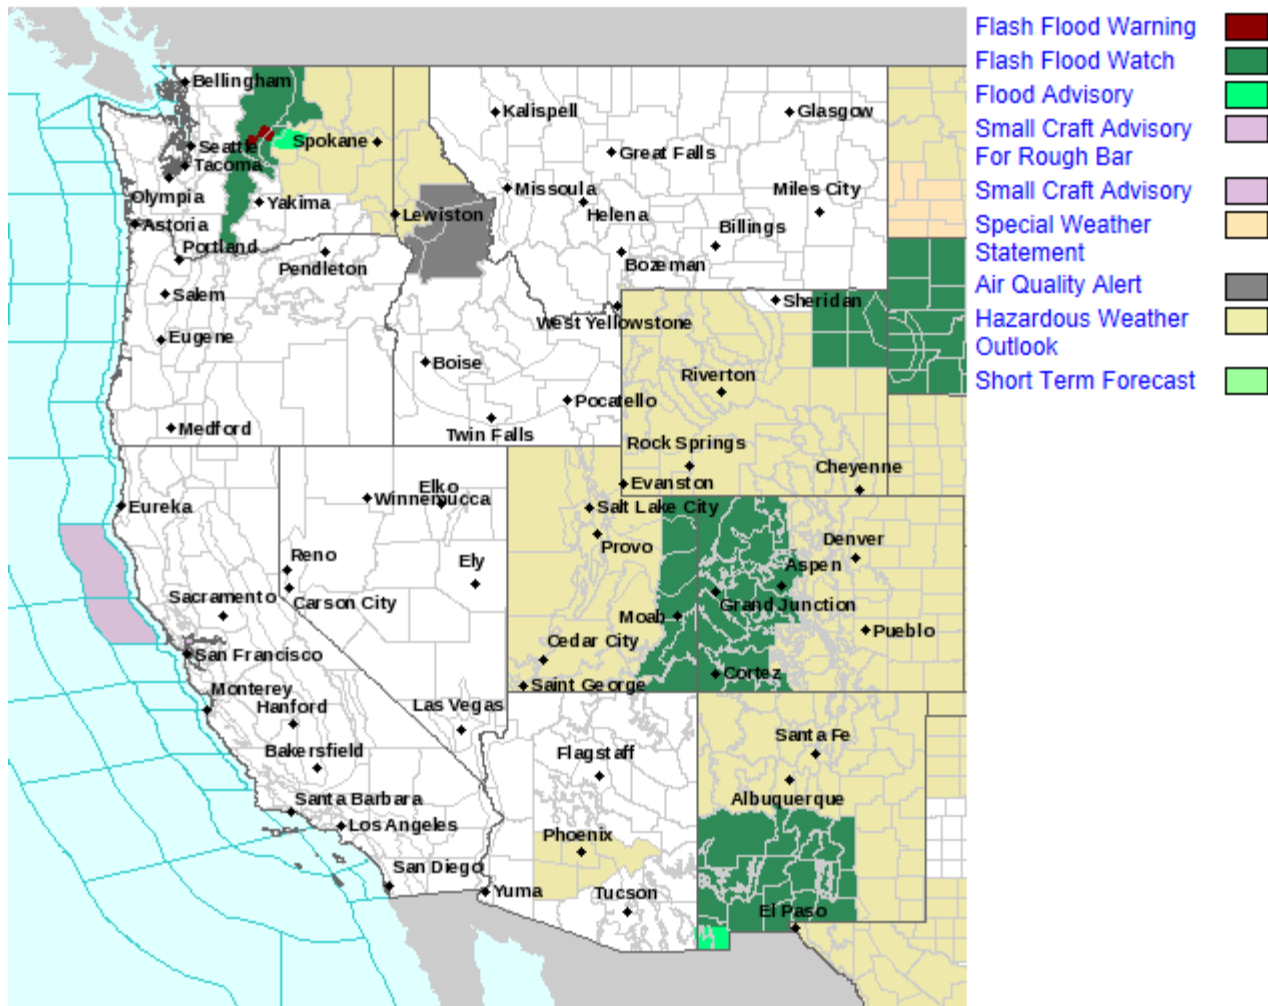 Flash Flood Warning
Flash Flood Watch
Flood Advisory
Small Craft Advisory
For Rough Bar
Small Craft Advisory
Special Weather
Statement
Air Quality Alert
Hazardous Weather
Outlook
Short Term Forecast
Bellingham
Kalispell
Glasgow
Seattle
Spokane
Great Falls
Tacoma
Missoula
Miles City
Olympia
Yakima
Lewiston
Helena
Astoria
Billings
Portland
Pendleton
Bozeman
Salem
Sheridan
West Yellowstone
Eugene
Boise
Riverton
Pocatello
Medford
Twin Falls
Rock Springs
Cheyenne
Elko
Evanston
Winnemucca
Eureka
Salt Lake City
Denver
Provo
Reno
Ely
Aspen
Sacramento
Carson City
Grand Junction
Moab
Pueblo
Cedar City
San Francisco
Cortez
Saint George
Monterey
Hanford
Las Vegas
Santa Fe
Bakersfield
Flagstaff
Santa Barbara
Albuquerque
Los Angeles
Phoenix
San Diego
Yuma
Tucson
El Paso